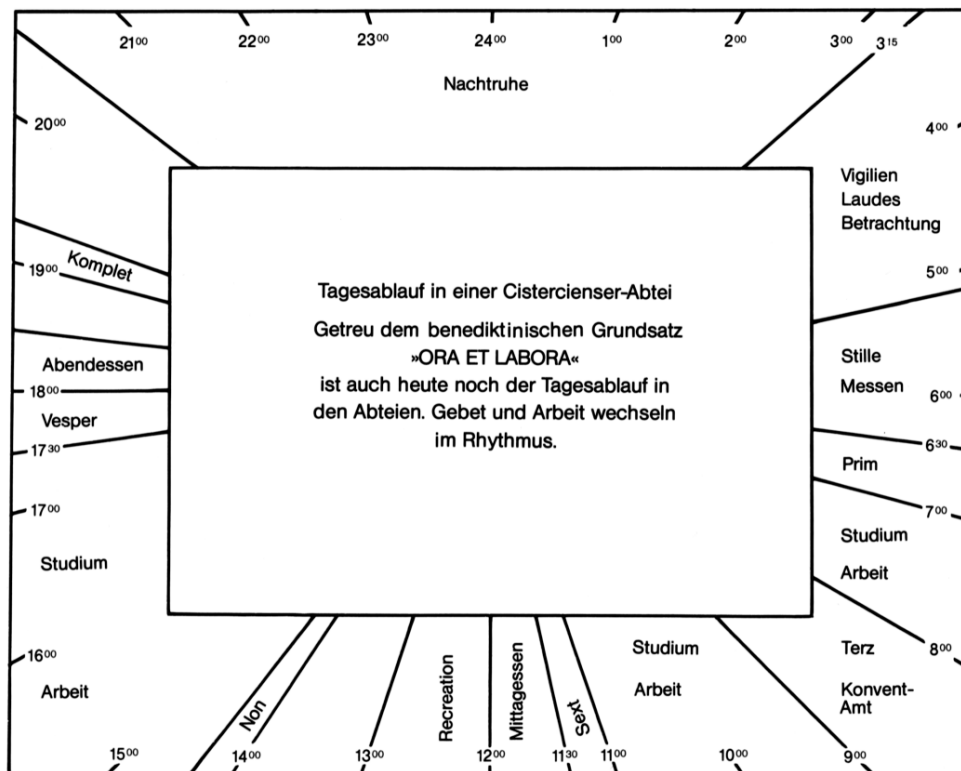 21⁰⁰ 22⁰⁰ 23⁰⁰ 24⁰⁰ 1⁰⁰ 2⁰⁰ 3⁰⁰ 3¹⁵
Nachtruhe
4⁰⁰
Vigilien
Laudes
Betrachtung
5⁰⁰
Stille
Messen
6⁰⁰
6³⁰
Prim
7⁰⁰
Studium
Arbeit
8⁰⁰
Terz
Konvent-
Amt
9⁰⁰
Studium
Arbeit
10⁰⁰
11⁰⁰
Sext
11³⁰
Mittagessen
12⁰⁰
Recreation
13⁰⁰
14⁰⁰
Non
15⁰⁰
Arbeit
16⁰⁰
Studium
17⁰⁰
17³⁰
Vesper
18⁰⁰
Abendessen
19⁰⁰
Komplet
20⁰⁰
Tagesablauf in einer Cistercienser-Abtei
Getreu dem benediktinischen Grundsatz
»ORA ET LABORA«
ist auch heute noch der Tagesablauf in
den Abteien. Gebet und Arbeit wechseln
im Rhythmus.